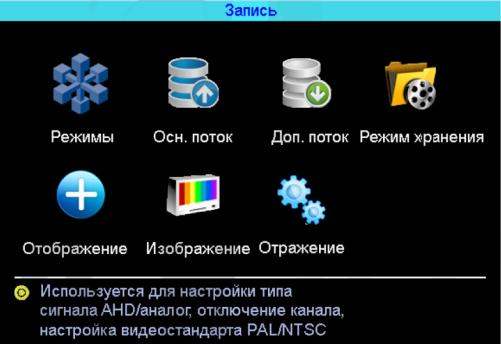 Запись
Режимы Осн. поток Доп. поток Режим хранения
Отображение Изображение Отражение
Используется для настройки типа
сигнала AHD/аналог, отключение канала,
настройка видеостандарта PAL/NTSC